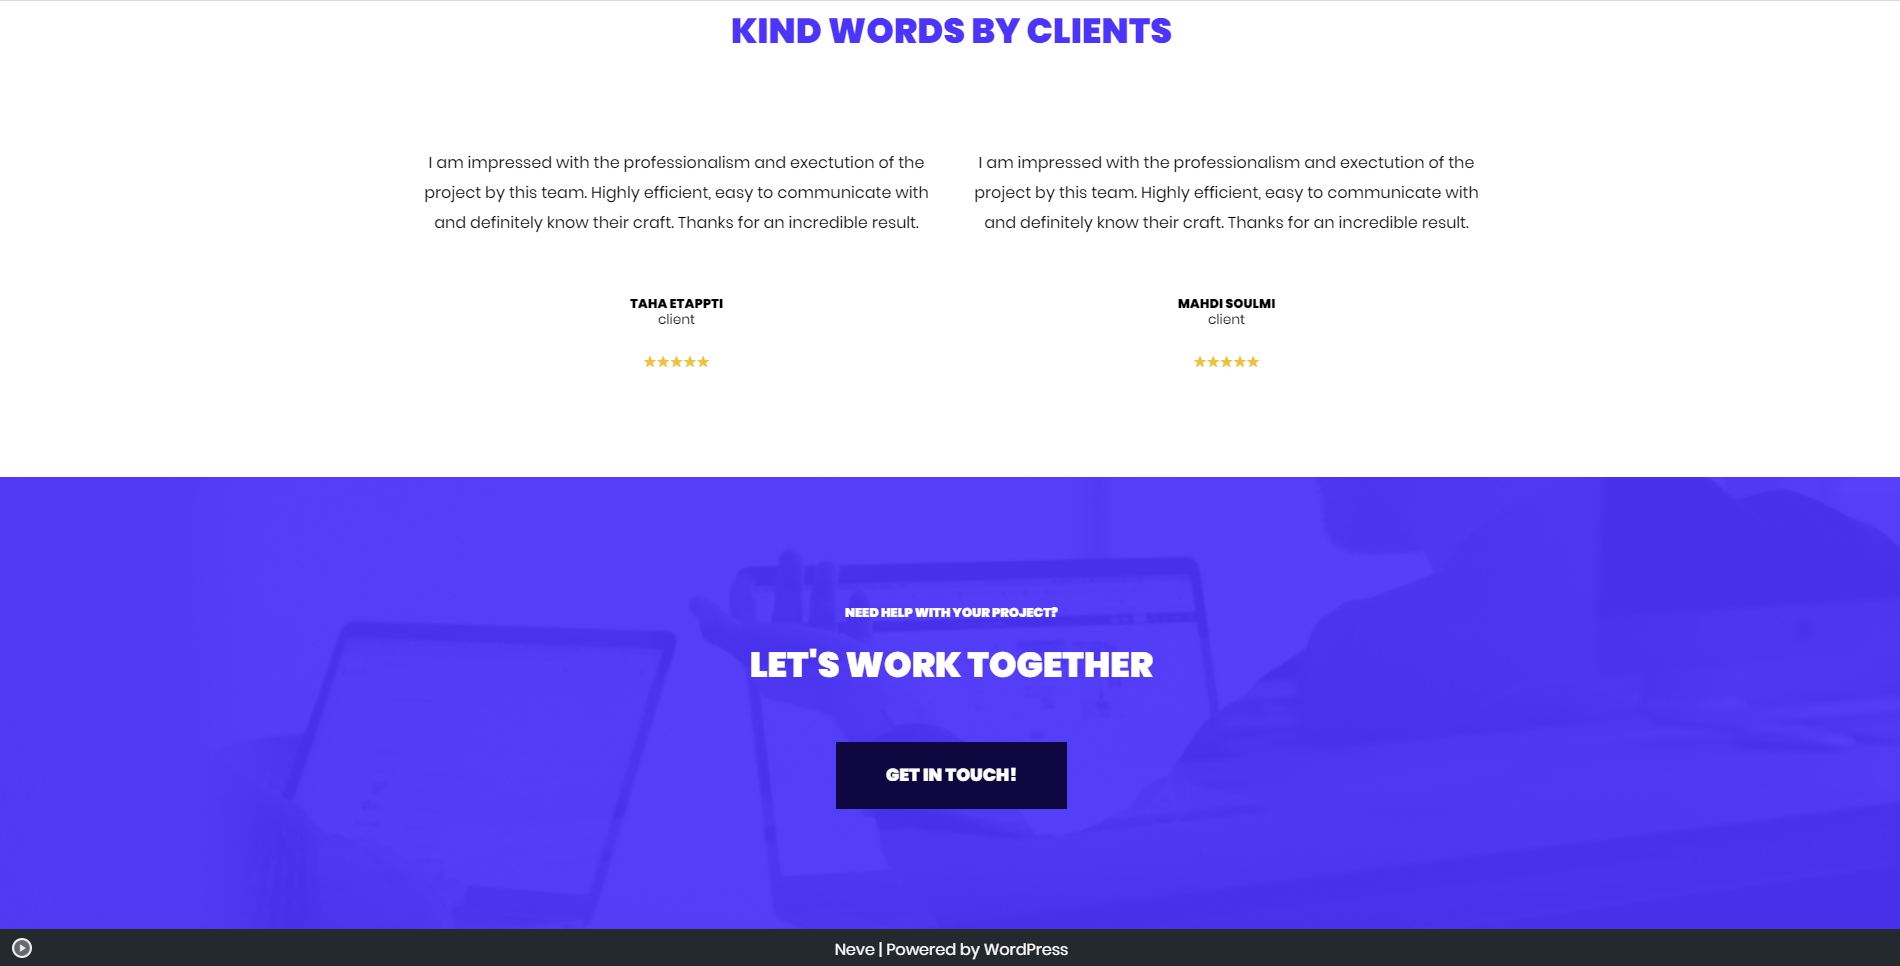 KIND WORDS BY CLIENTS
I am impressed with the professionalism and exectution of the
project by this team. Highly efficient, easy to communicate with
and definitely know their craft. Thanks for an incredible result.
TAHA ETAPPTI
client
I am impressed with the professionalism and exectution of the
project by this team. Highly efficient, easy to communicate with
and definitely know their craft. Thanks for an incredible result.
MAHDI SOULMI
client
NEED HELP WITH YOUR PROJECT?
LET'S WORK TOGETHER
GET IN TOUCH!
Neve | Powered by WordPress